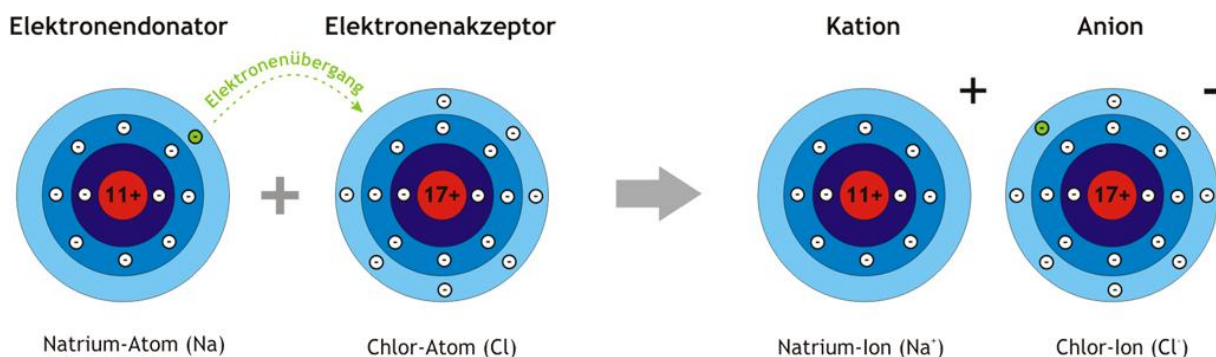 Elektronendonator
Elektronenakzeptor
Kation
Anion
Elektronenübergang
11+
+
17+
11+
+
17+
-
Natrium-Atom (Na)
Chlor-Atom (Cl)
Natrium-Ion (Na⁺)
Chlor-Ion (Cl⁻)